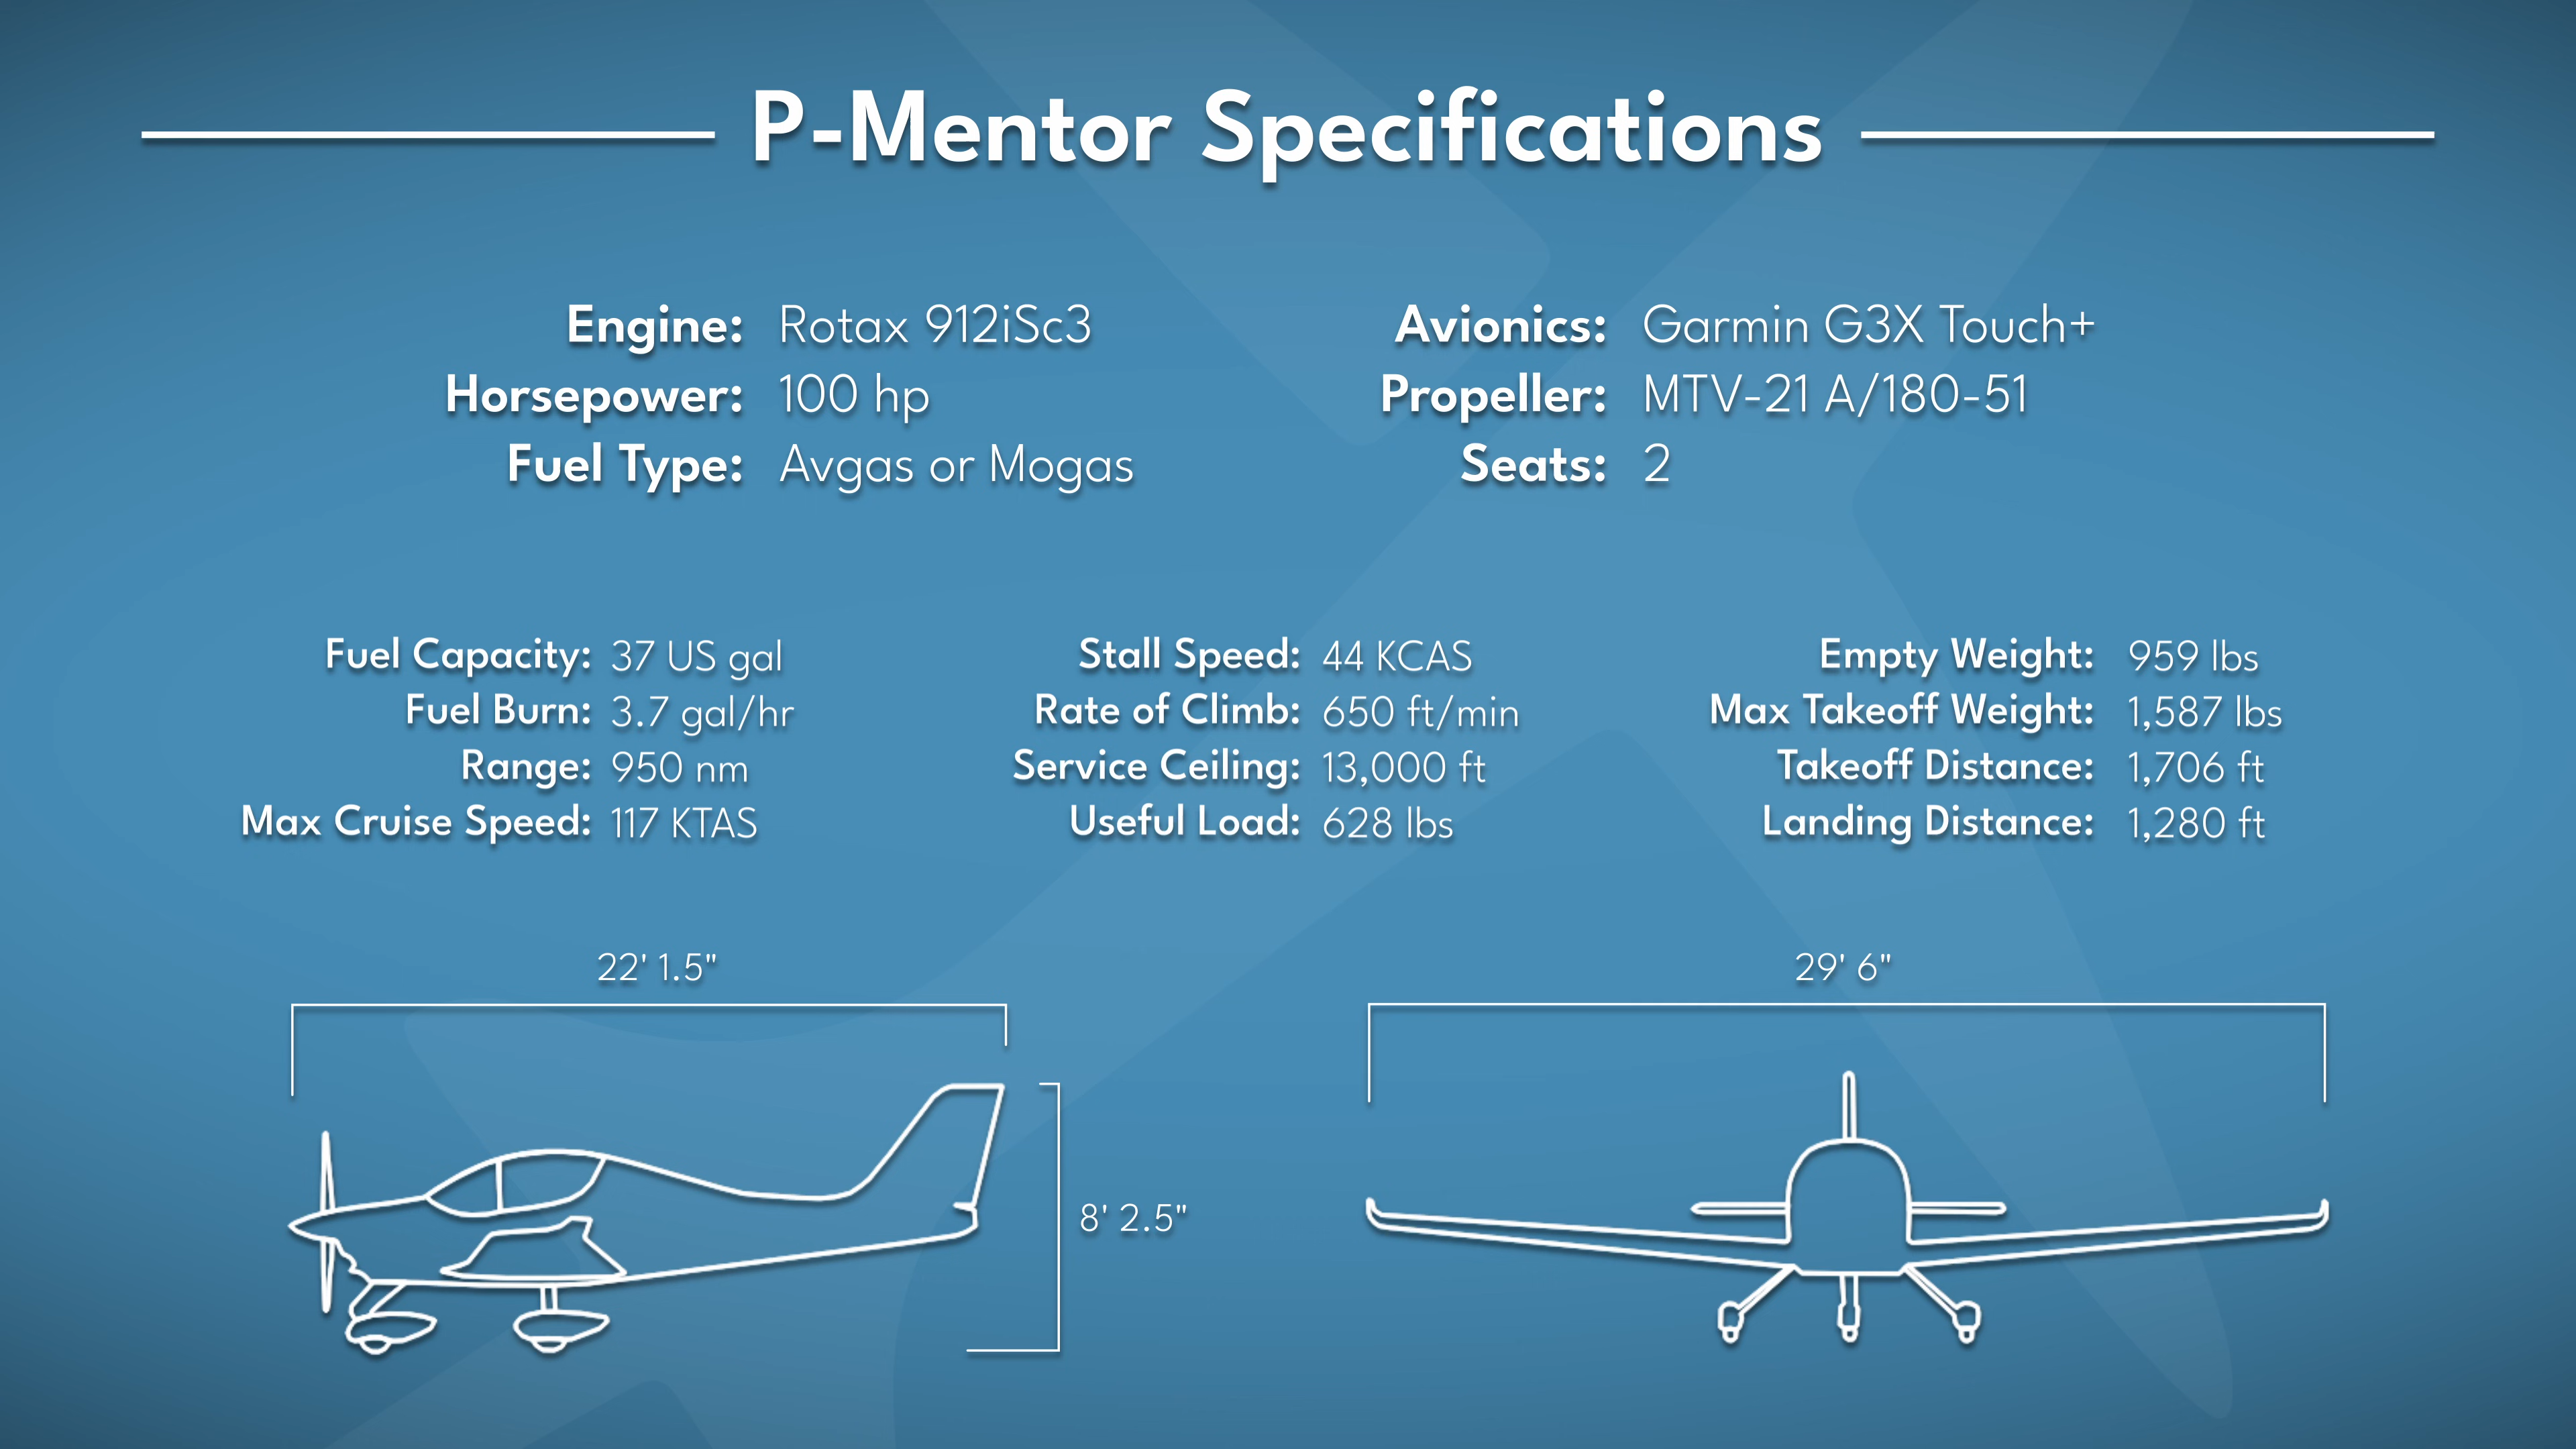 P-Mentor Specifications
Engine: Rotax 912iSc3
Horsepower: 100 hp
Fuel Type: Avgas or Mogas
Avionics: Garmin G3X Touch+
Propeller: MTV-21 A/180-51
Seats: 2
Fuel Capacity: 37 US gal
Fuel Burn: 3.7 gal/hr
Range: 950 nm
Max Cruise Speed: 117 KTAS
Stall Speed: 44 KCAS
Rate of Climb: 650 ft/min
Service Ceiling: 13,000 ft
Useful Load: 628 lbs
Empty Weight: 959 lbs
Max Takeoff Weight: 1,587 lbs
Takeoff Distance: 1,706 ft
Landing Distance: 1,280 ft
22' 1.5"
8' 2.5"
29' 6"